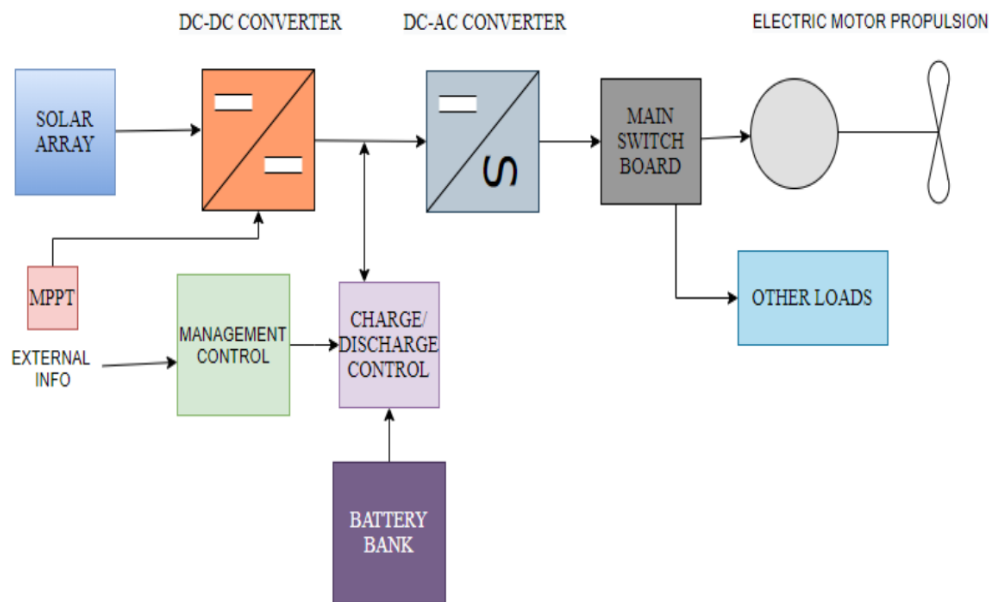 DC-DC CONVERTER
DC-AC CONVERTER
ELECTRIC MOTOR PROPULSION
SOLAR
ARRAY
MAIN
SWITCH
BOARD
MPPT
MANAGEMENT
CONTROL
CHARGE/
DISCHARGE
CONTROL
OTHER LOADS
EXTERNAL
INFO
BATTERY
BANK